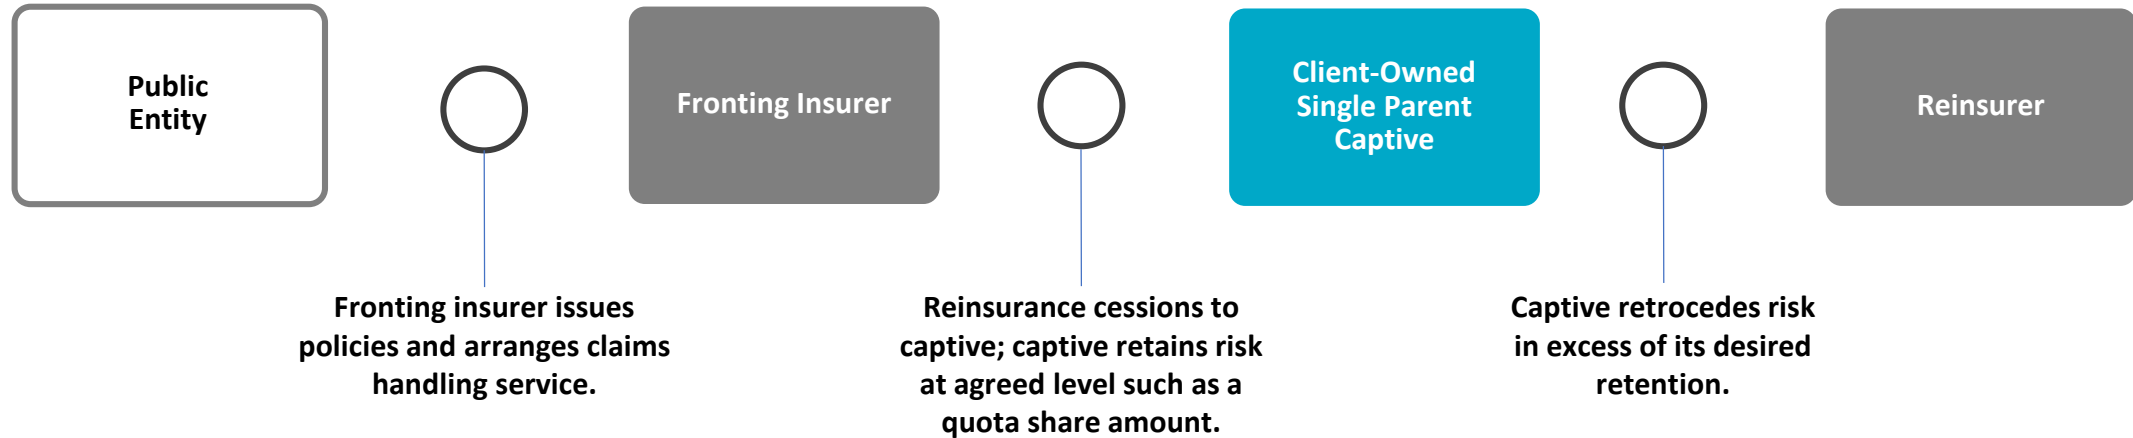 Public
Entity
Fronting Insurer
Client-Owned
Single Parent
Captive
Reinsurer
Fronting insurer issues
policies and arranges claims
handling service.
Reinsurance cessions to
captive; captive retains risk
at agreed level such as a
quota share amount.
Captive retrocedes risk
in excess of its desired
retention.